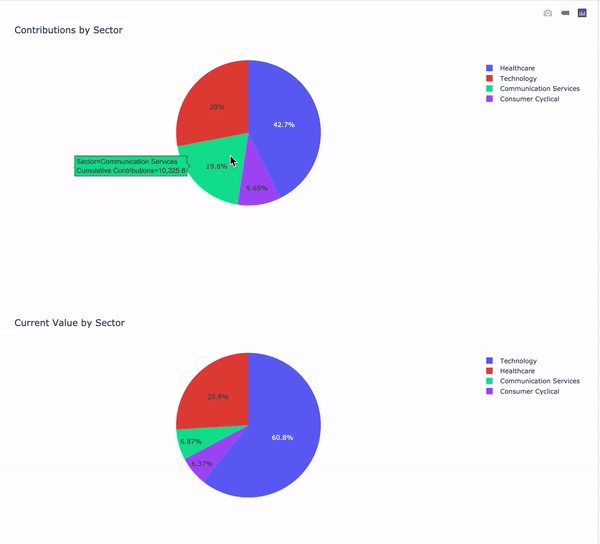 Contributions by Sector
Healthcare
Technology
Communication Services
Consumer Cyclical
28%
42.7%
Sector=Communication Services
Cumulative Contributions=10,325.8
19.6%
9.69%
Current Value by Sector
Technology
Healthcare
Communication Services
Consumer Cyclical
25.9%
60.8%
6.87%
6.37%